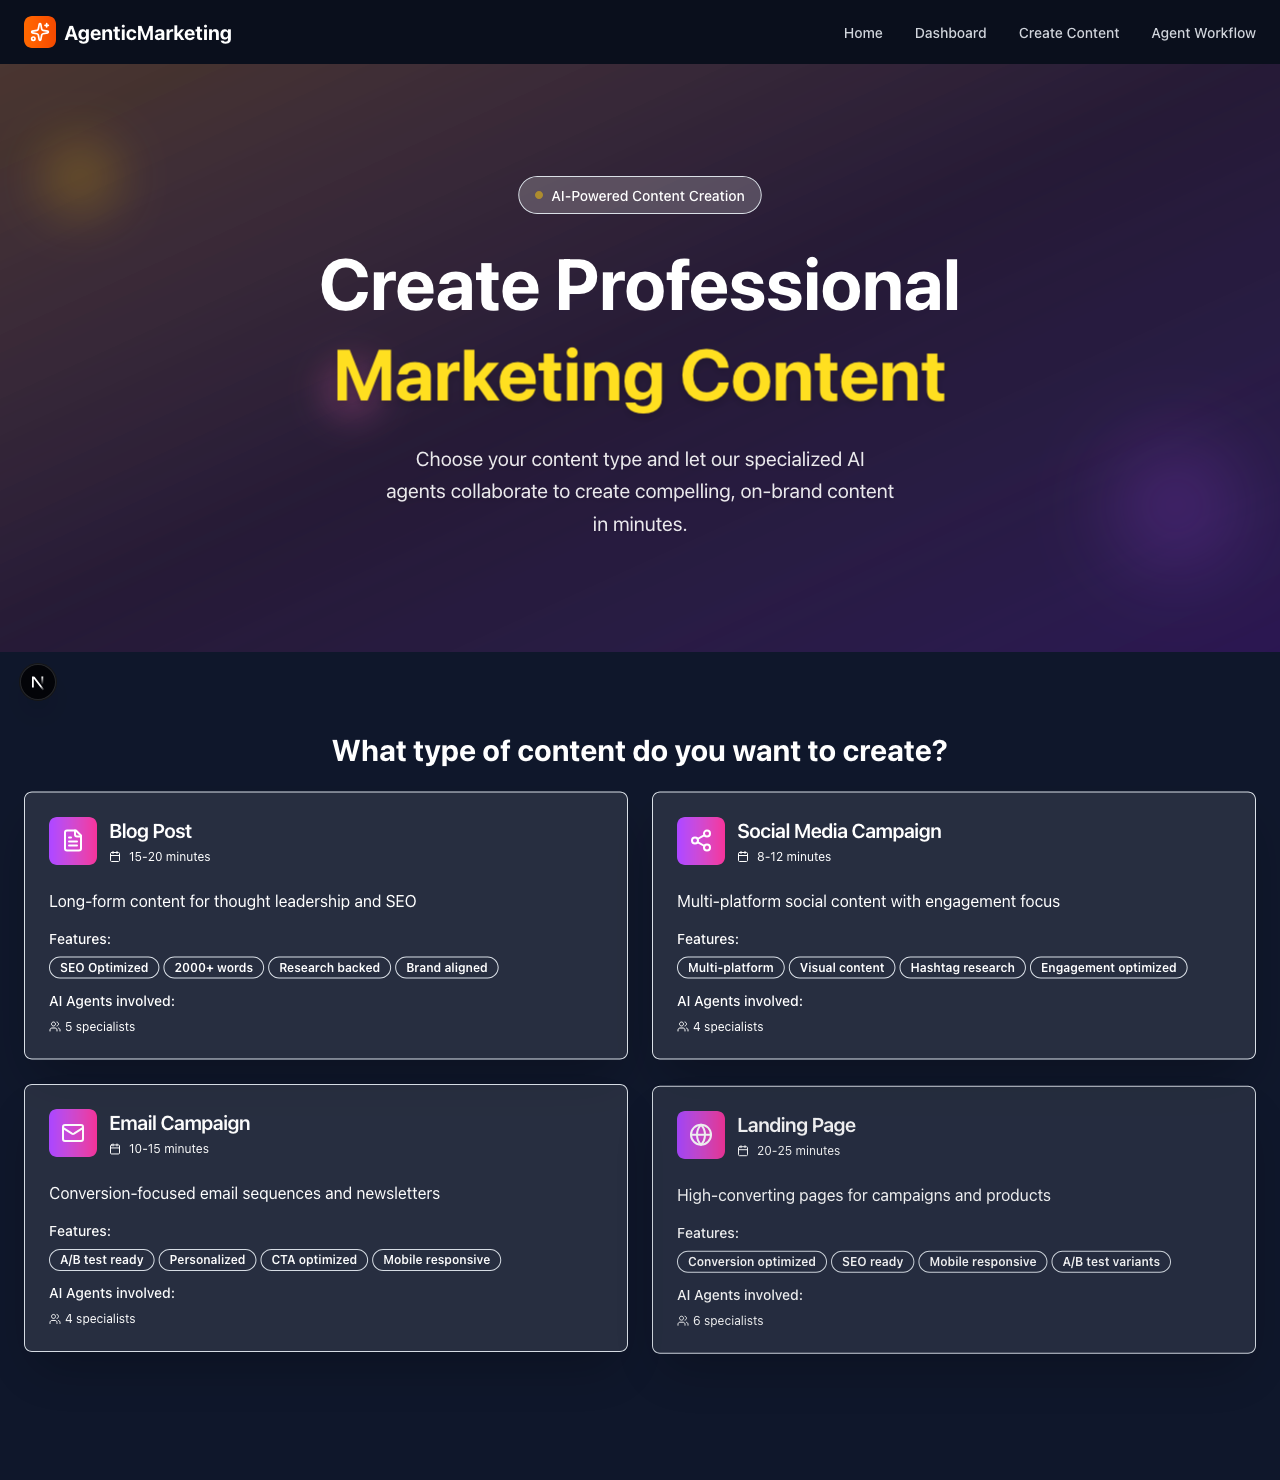 AgenticMarketing
Home
Dashboard
Create Content
Agent Workflow
AI-Powered Content Creation
Create Professional
Marketing Content
Choose your content type and let our specialized AI
agents collaborate to create compelling, on-brand content
in minutes.
N
What type of content do you want to create?
Blog Post
15-20 minutes
Long-form content for thought leadership and SEO
Features:
SEO Optimized
2000+ words
Research backed
Brand aligned
AI Agents involved:
5 specialists
Social Media Campaign
8-12 minutes
Multi-platform social content with engagement focus
Features:
Multi-platform
Visual content
Hashtag research
Engagement optimized
AI Agents involved:
4 specialists
Email Campaign
10-15 minutes
Conversion-focused email sequences and newsletters
Features:
A/B test ready
Personalized
CTA optimized
Mobile responsive
AI Agents involved:
4 specialists
Landing Page
20-25 minutes
High-converting pages for campaigns and products
Features:
Conversion optimized
SEO ready
Mobile responsive
A/B test variants
AI Agents involved:
6 specialists